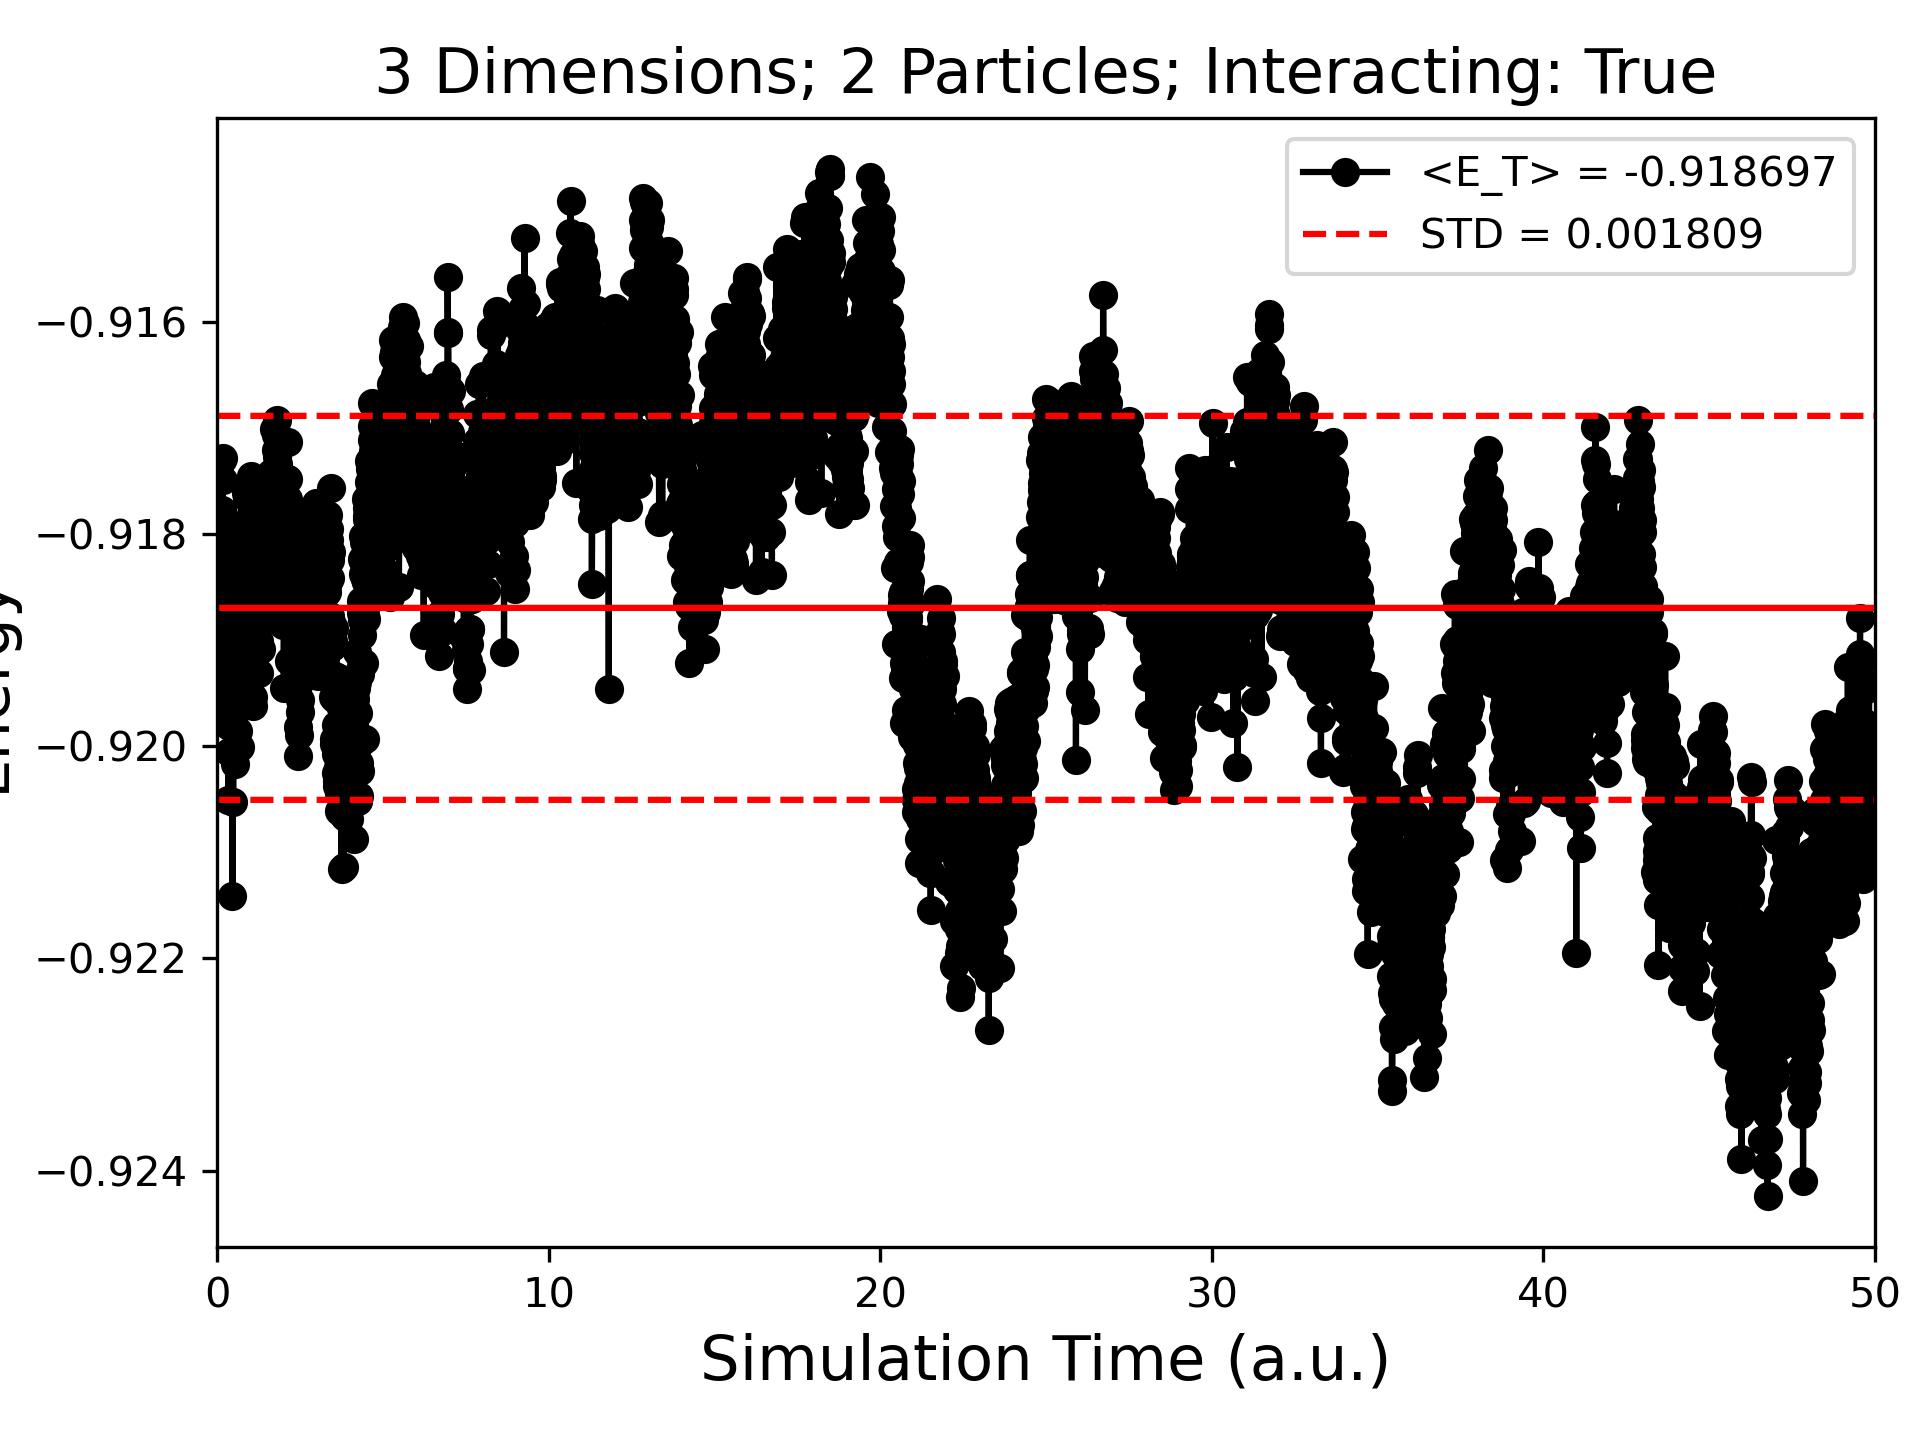 3 Dimensions; 2 Particles; Interacting: True
<E_T> = -0.918697
STD = 0.001809
−0.916
−0.918
−0.920
−0.922
−0.924
Energy
0 10 20 30 40 50
Simulation Time (a.u.)